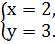 x = 2,
y = 3.